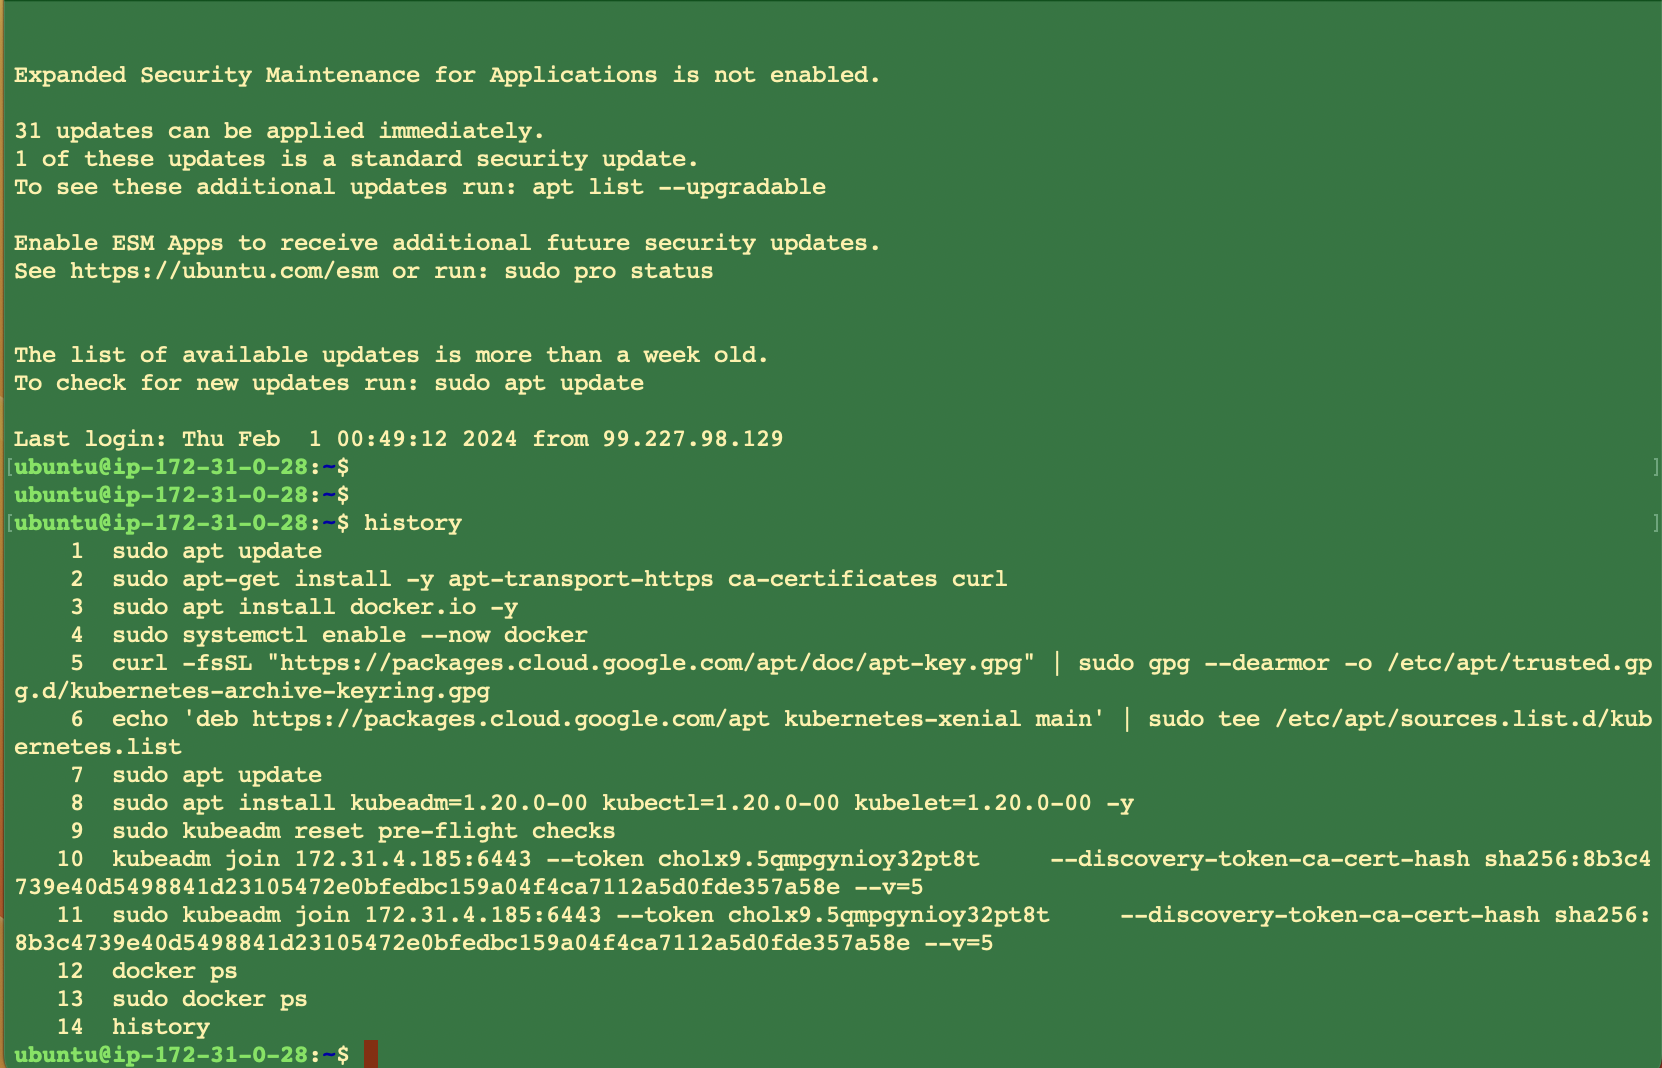 Expanded Security Maintenance for Applications is not enabled.
31 updates can be applied immediately.
1 of these updates is a standard security update.
To see these additional updates run: apt list --upgradable
Enable ESM Apps to receive additional future security updates.
See https://ubuntu.com/esm or run: sudo pro status
The list of available updates is more than a week old.
To check for new updates run: sudo apt update
Last login: Thu Feb  1 00:49:12 2024 from 99.227.98.129
[ubuntu@ip-172-31-0-28:~$ ]
ubuntu@ip-172-31-0-28:~$
[ubuntu@ip-172-31-0-28:~$ history ]
    1  sudo apt update
    2  sudo apt-get install -y apt-transport-https ca-certificates curl
    3  sudo apt install docker.io -y
    4  sudo systemctl enable --now docker
    5  curl -fsSL "https://packages.cloud.google.com/apt/doc/apt-key.gpg" | sudo gpg --dearmor -o /etc/apt/trusted.gp
g.d/kubernetes-archive-keyring.gpg
    6  echo 'deb https://packages.cloud.google.com/apt kubernetes-xenial main' | sudo tee /etc/apt/sources.list.d/kub
ernetes.list
    7  sudo apt update
    8  sudo apt install kubeadm=1.20.0-00 kubectl=1.20.0-00 kubelet=1.20.0-00 -y
    9  sudo kubeadm reset pre-flight checks
   10  kubeadm join 172.31.4.185:6443 --token cholx9.5qmpgynioy32pt8t     --discovery-token-ca-cert-hash sha256:8b3c4
739e40d5498841d23105472e0bfedbc159a04f4ca7112a5d0fde357a58e --v=5
   11  sudo kubeadm join 172.31.4.185:6443 --token cholx9.5qmpgynioy32pt8t     --discovery-token-ca-cert-hash sha256:
8b3c4739e40d5498841d23105472e0bfedbc159a04f4ca7112a5d0fde357a58e --v=5
   12  docker ps
   13  sudo docker ps
   14  history
ubuntu@ip-172-31-0-28:~$